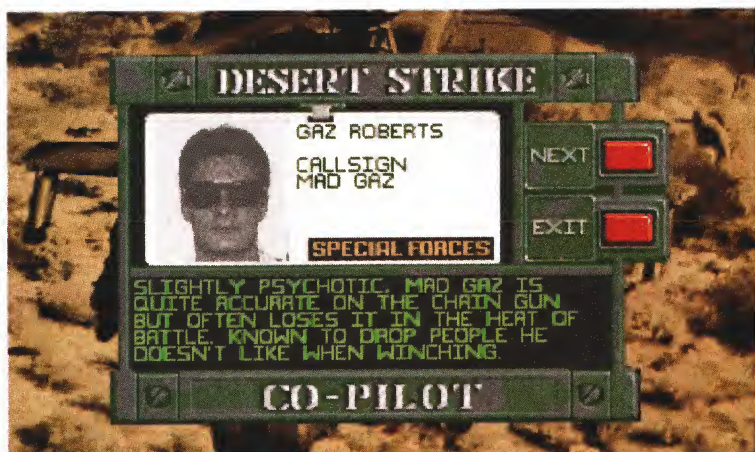 DESERT STRIKE
GAZ ROBERTS
CALLSIGN
MAD GAZ
SPECIAL FORCES
NEXT
EXIT
SLIGHTLY PSYCHOTIC, MAD GAZ IS
QUITE ACCURATE ON THE CHAIN GUN
BUT OFTEN LOSES IT IN THE HEAT OF
BATTLE. KNOWN TO DROP PEOPLE HE
DOESN'T LIKE WHEN WINCHING.
CO-PILOT